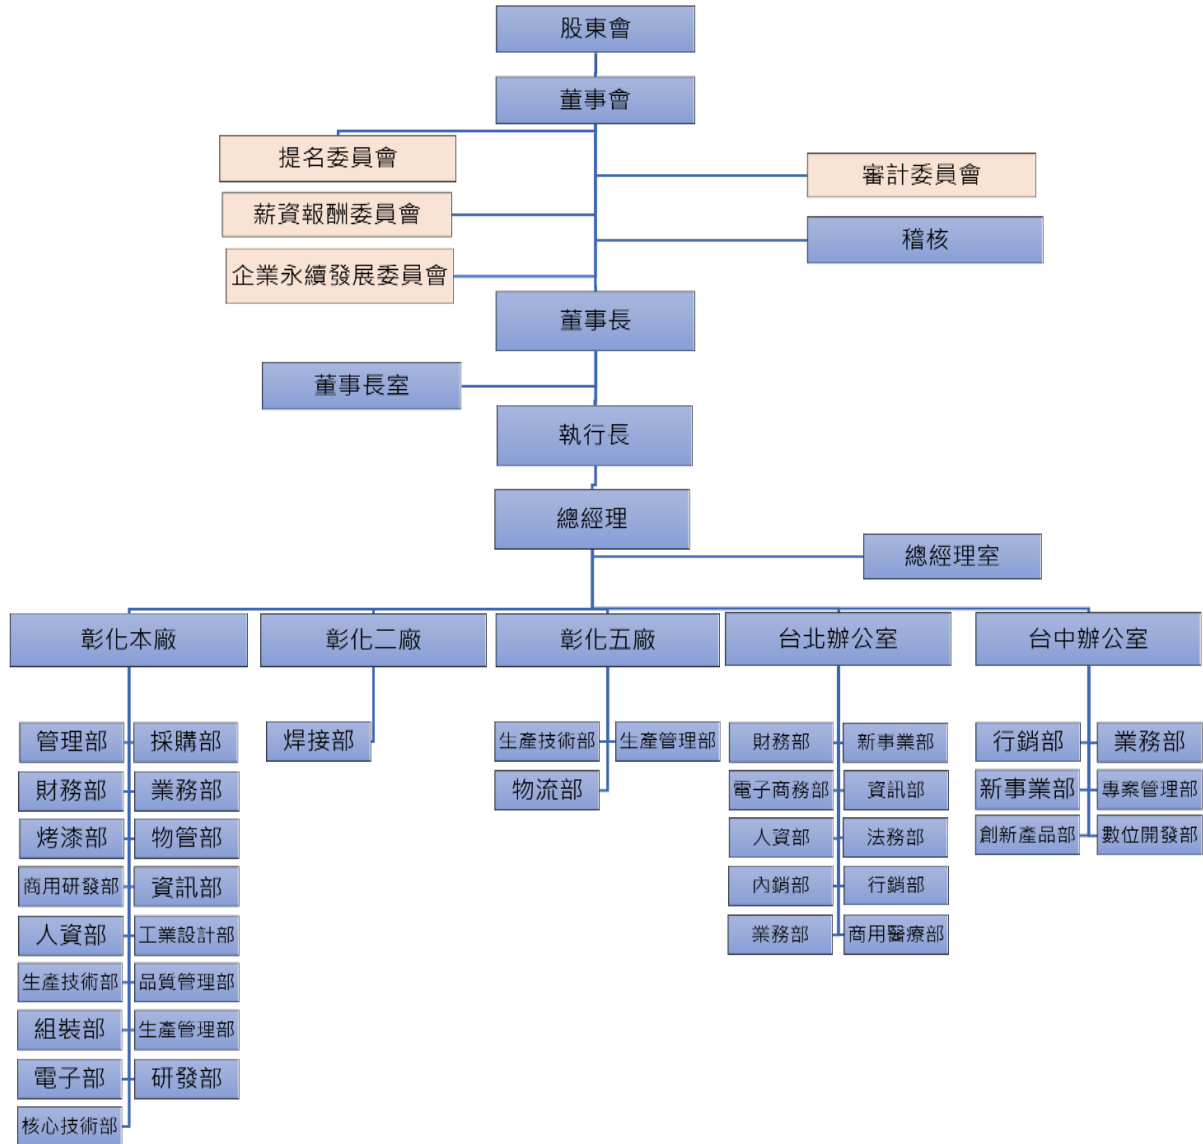 股東會
董事會
提名委員會
審計委員會
薪資報酬委員會
稽核
企業永續發展委員會
董事長
董事長室
執行長
總經理
總經理室
彰化本廠
彰化二廠
彰化五廠
台北辦公室
台中辦公室
管理部
採購部
財務部
業務部
烤漆部
物管部
商用研發部
資訊部
人資部
工業設計部
生產技術部
品質管理部
組裝部
生產管理部
電子部
研發部
核心技術部
焊接部
生產技術部
生產管理部
物流部
財務部
新事業部
電子商務部
資訊部
人資部
法務部
內銷部
行銷部
業務部
商用醫療部
行銷部
業務部
新事業部
專案管理部
創新產品部
數位開發部